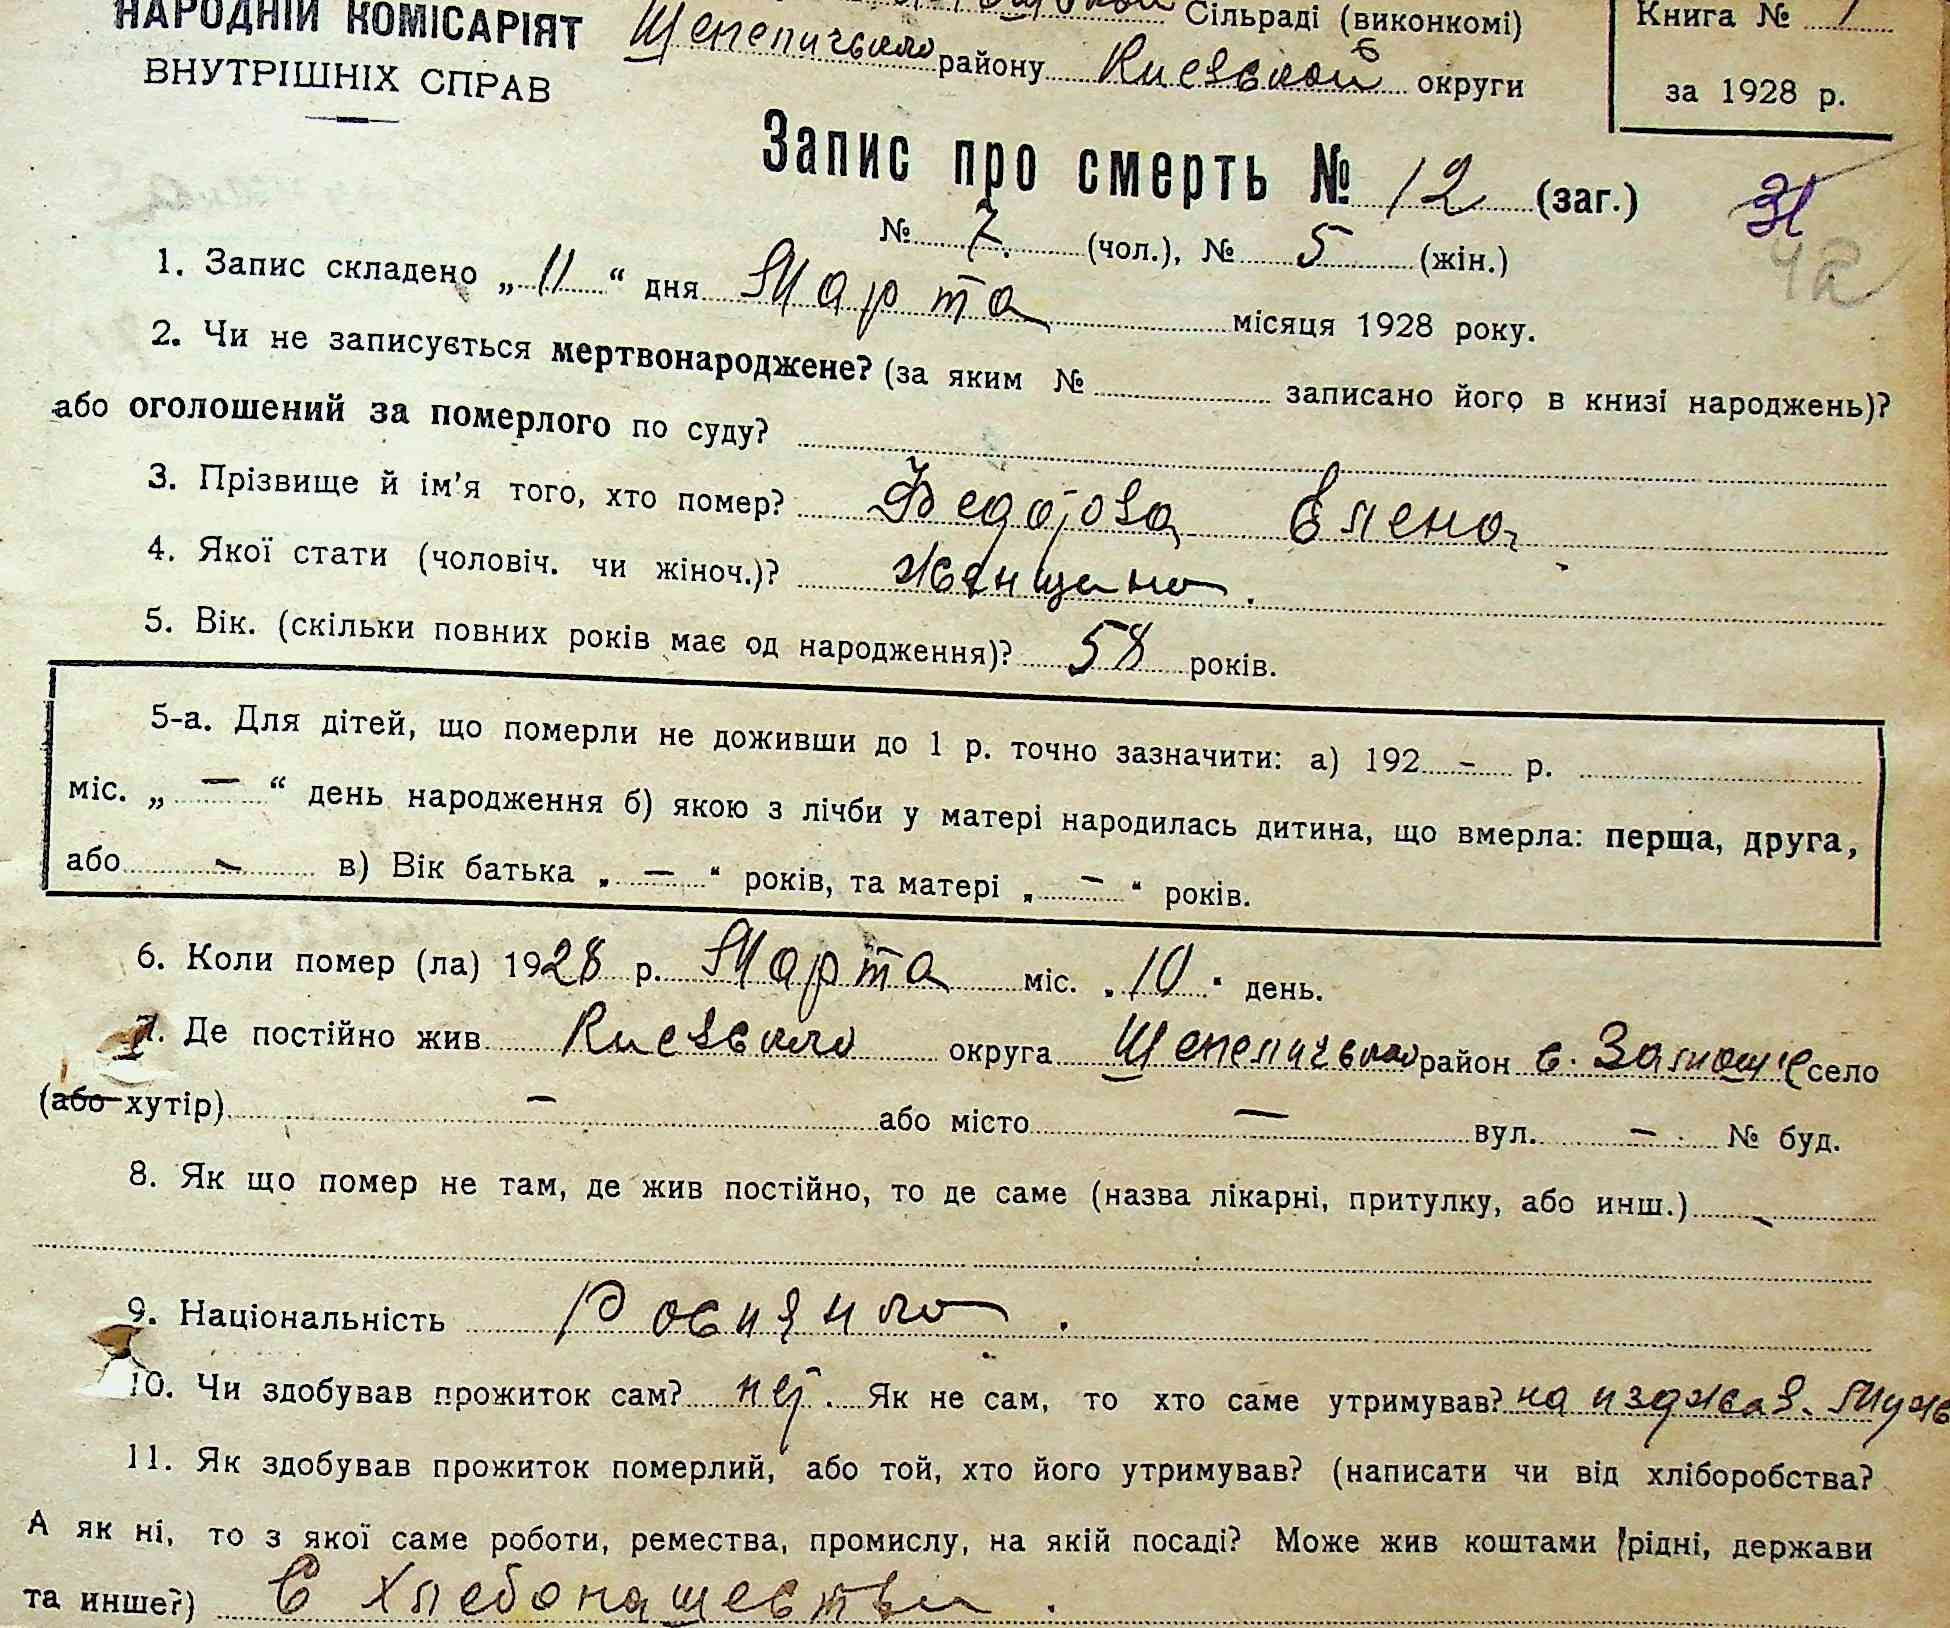 НАРОДНІЙ КОМІСАРІЯТ
ВНУТРІШНІХ СПРАВ
Сільраді (виконкомі)
Шепеличского району Киевской округи
Книга № 1
за 1928 р.
Запис про смерть № 12 (заг.)
31
42
№ 7. (чол.), № 5 (жін.)
1. Запис складено „11“ дня Марта місяця 1928 року.
2. Чи не записується мертвонароджене? (за яким № записано його в книзі народжень)?
або оголошений за померлого по суду?
3. Прізвище й ім'я того, хто помер? Федотова Елена
4. Якої стати (чоловіч. чи жіноч.)? женщина.
5. Вік. (скільки повних років має од народження)? 58 років.
5-а. Для дітей, що померли не доживши до 1 р. точно зазначити: а) 192 - р.
міс. „ — “ день народження б) якою з лічби у матері народилась дитина, що вмерла: перша, друга,
або - в) Вік батька „ — “ років, та матері „ — “ років.
6. Коли помер (ла) 1928 р. Марта міс. „10“ день.
7. Де постійно жив Киевского округа Шепеличского район с. село
(або хутір) — або місто — вул. — № буд.
8. Як що помер не там, де жив постійно, то де саме (назва лікарні, притулку, або инш.) -
9. Національність Росиянка.
10. Чи здобував прожиток сам? нет. Як не сам, то хто саме утримував? на изджав. муж
11. Як здобував прожиток померлий, або той, хто його утримував? (написати чи від хліборобства?
А як ні, то з якої саме роботи, ремества, промислу, на якій посаді? Може жив коштами рідні, держави
та инше?) С хлебопашества.